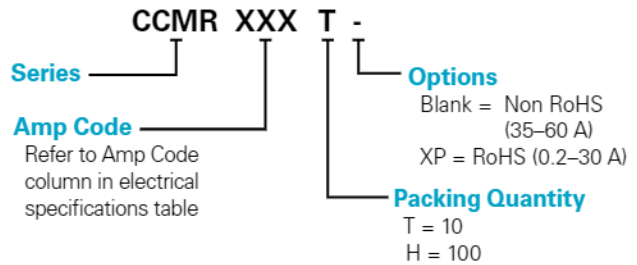 CCMR XXX T -
Series
Amp Code
Refer to Amp Code
column in electrical
specifications table
Options
Blank = Non RoHS
(35–60 A)
XP = RoHS (0.2–30 A)
Packing Quantity
T = 10
H = 100